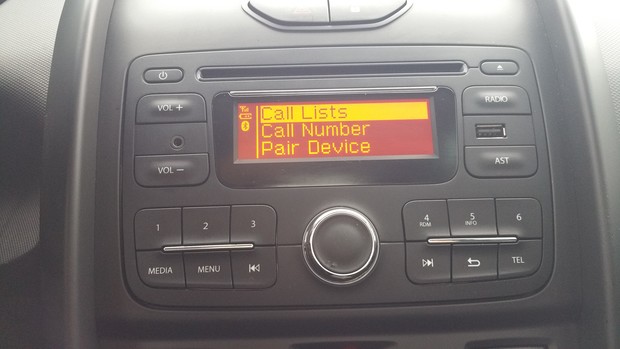 VOL +
VOL −
Call Lists
Call Number
Pair Device
RADIO
AST
1
2
3
4
RDM
5
INFO
6
MEDIA
MENU
TEL